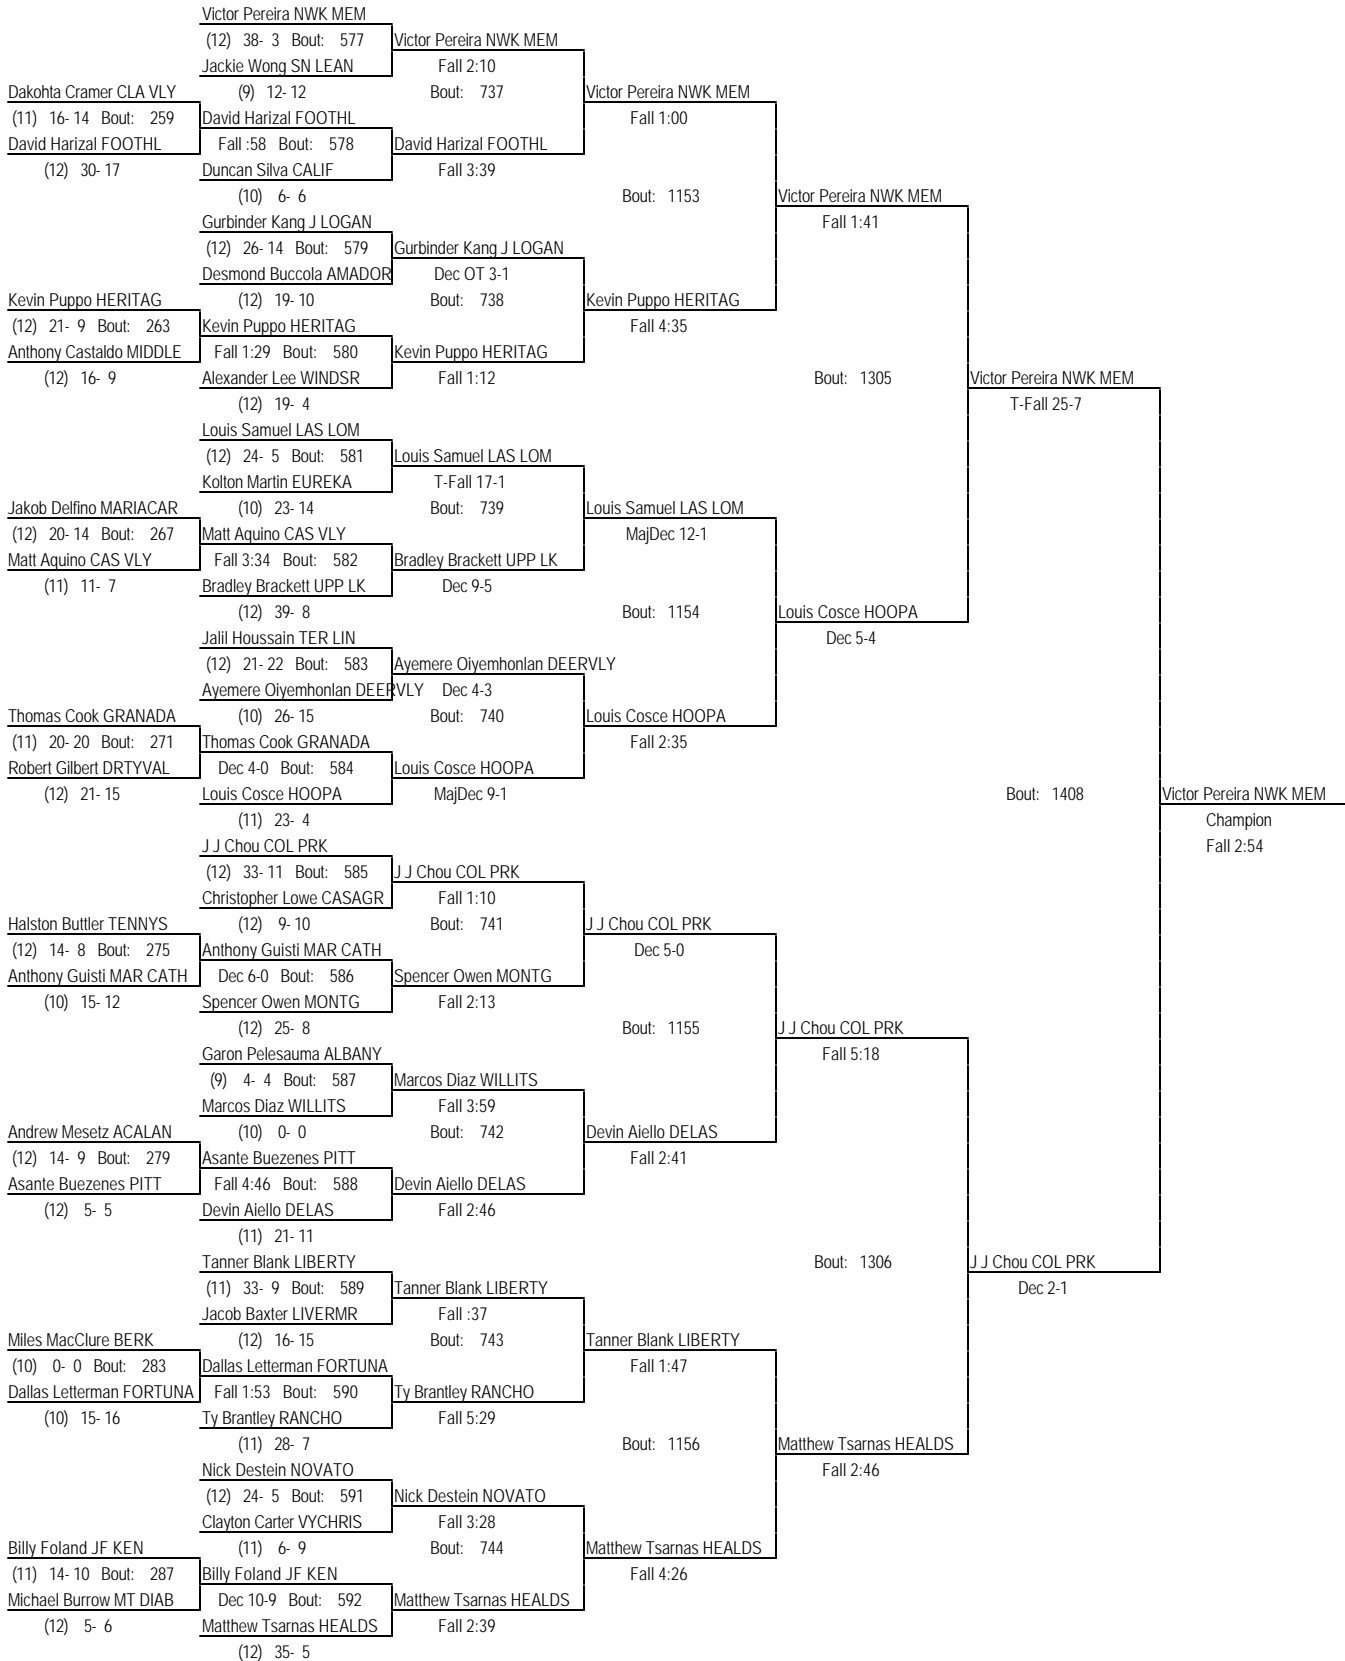 Victor Pereira NWK MEM
(12) 38- 3 Bout: 577 Victor Pereira NWK MEM
Jackie Wong SN LEAN Fall 2:10
Dakohta Cramer CLA VLY (9) 12- 12 Bout: 737 Victor Pereira NWK MEM
(11) 16- 14 Bout: 259 David Harizal FOOTHL Fall 1:00
David Harizal FOOTHL Fall :58 Bout: 578 David Harizal FOOTHL
(12) 30- 17 Duncan Silva CALIF Fall 3:39
(10) 6- 6 Bout: 1153 Victor Pereira NWK MEM
Gurbinder Kang J LOGAN Fall 1:41
(12) 26- 14 Bout: 579 Gurbinder Kang J LOGAN
Desmond Buccola AMADOR Dec OT 3-1
Kevin Puppo HERITAG (12) 19- 10 Bout: 738 Kevin Puppo HERITAG
(12) 21- 9 Bout: 263 Kevin Puppo HERITAG Fall 4:35
Anthony Castaldo MIDDLE Fall 1:29 Bout: 580 Kevin Puppo HERITAG
(12) 16- 9 Alexander Lee WINDSR Fall 1:12 Bout: 1305 Victor Pereira NWK MEM
(12) 19- 4 T-Fall 25-7
Louis Samuel LAS LOM
(12) 24- 5 Bout: 581 Louis Samuel LAS LOM
Kolton Martin EUREKA T-Fall 17-1
Jakob Delfino MARIACAR (10) 23- 14 Bout: 739 Louis Samuel LAS LOM
(12) 20- 14 Bout: 267 Matt Aquino CAS VLY MajDec 12-1
Matt Aquino CAS VLY Fall 3:34 Bout: 582 Bradley Brackett UPP LK
(11) 11- 7 Bradley Brackett UPP LK Dec 9-5
(12) 39- 8 Bout: 1154 Louis Cosce HOOPA
Jalil Houssain TER LIN Dec 5-4
(12) 21- 22 Bout: 583 Ayemere Oiyemhonlan DEERVLY
Ayemere Oiyemhonlan DEERVLY Dec 4-3
Thomas Cook GRANADA (10) 26- 15 Bout: 740 Louis Cosce HOOPA
(11) 20- 20 Bout: 271 Thomas Cook GRANADA Fall 2:35
Robert Gilbert DRTYVAL Dec 4-0 Bout: 584 Louis Cosce HOOPA
(12) 21- 15 Louis Cosce HOOPA MajDec 9-1 Bout: 1408 Victor Pereira NWK MEM
(11) 23- 4 Champion
J J Chou COL PRK Fall 2:54
(12) 33- 11 Bout: 585 J J Chou COL PRK
Christopher Lowe CASAGR Fall 1:10
Halston Buttler TENNYS (12) 9- 10 Bout: 741 J J Chou COL PRK
(12) 14- 8 Bout: 275 Anthony Guisti MAR CATH Dec 5-0
Anthony Guisti MAR CATH Dec 6-0 Bout: 586 Spencer Owen MONTG
(10) 15- 12 Spencer Owen MONTG Fall 2:13
(12) 25- 8 Bout: 1155 J J Chou COL PRK
Garon Pelesauma ALBANY Fall 5:18
(9) 4- 4 Bout: 587 Marcos Diaz WILLITS
Marcos Diaz WILLITS Fall 3:59
Andrew Mesetz ACALAN (10) 0- 0 Bout: 742 Devin Aiello DELAS
(12) 14- 9 Bout: 279 Asante Buezenes PITT Fall 2:41
Asante Buezenes PITT Fall 4:46 Bout: 588 Devin Aiello DELAS
(12) 5- 5 Devin Aiello DELAS Fall 2:46
(11) 21- 11
Tanner Blank LIBERTY Bout: 1306 J J Chou COL PRK
(11) 33- 9 Bout: 589 Tanner Blank LIBERTY Dec 2-1
Jacob Baxter LIVERMR Fall :37
Miles MacClure BERK (12) 16- 15 Bout: 743 Tanner Blank LIBERTY
(10) 0- 0 Bout: 283 Dallas Letterman FORTUNA Fall 1:47
Dallas Letterman FORTUNA Fall 1:53 Bout: 590 Ty Brantley RANCHO
(10) 15- 16 Ty Brantley RANCHO Fall 5:29
(11) 28- 7 Bout: 1156 Matthew Tsarnas HEALDS
Nick Destein NOVATO Fall 2:46
(12) 24- 5 Bout: 591 Nick Destein NOVATO
Clayton Carter VYCHRIS Fall 3:28
Billy Foland JF KEN (11) 6- 9 Bout: 744 Matthew Tsarnas HEALDS
(11) 14- 10 Bout: 287 Billy Foland JF KEN Fall 4:26
Michael Burrow MT DIAB Dec 10-9 Bout: 592 Matthew Tsarnas HEALDS
(12) 5- 6 Matthew Tsarnas HEALDS Fall 2:39
(12) 35- 5